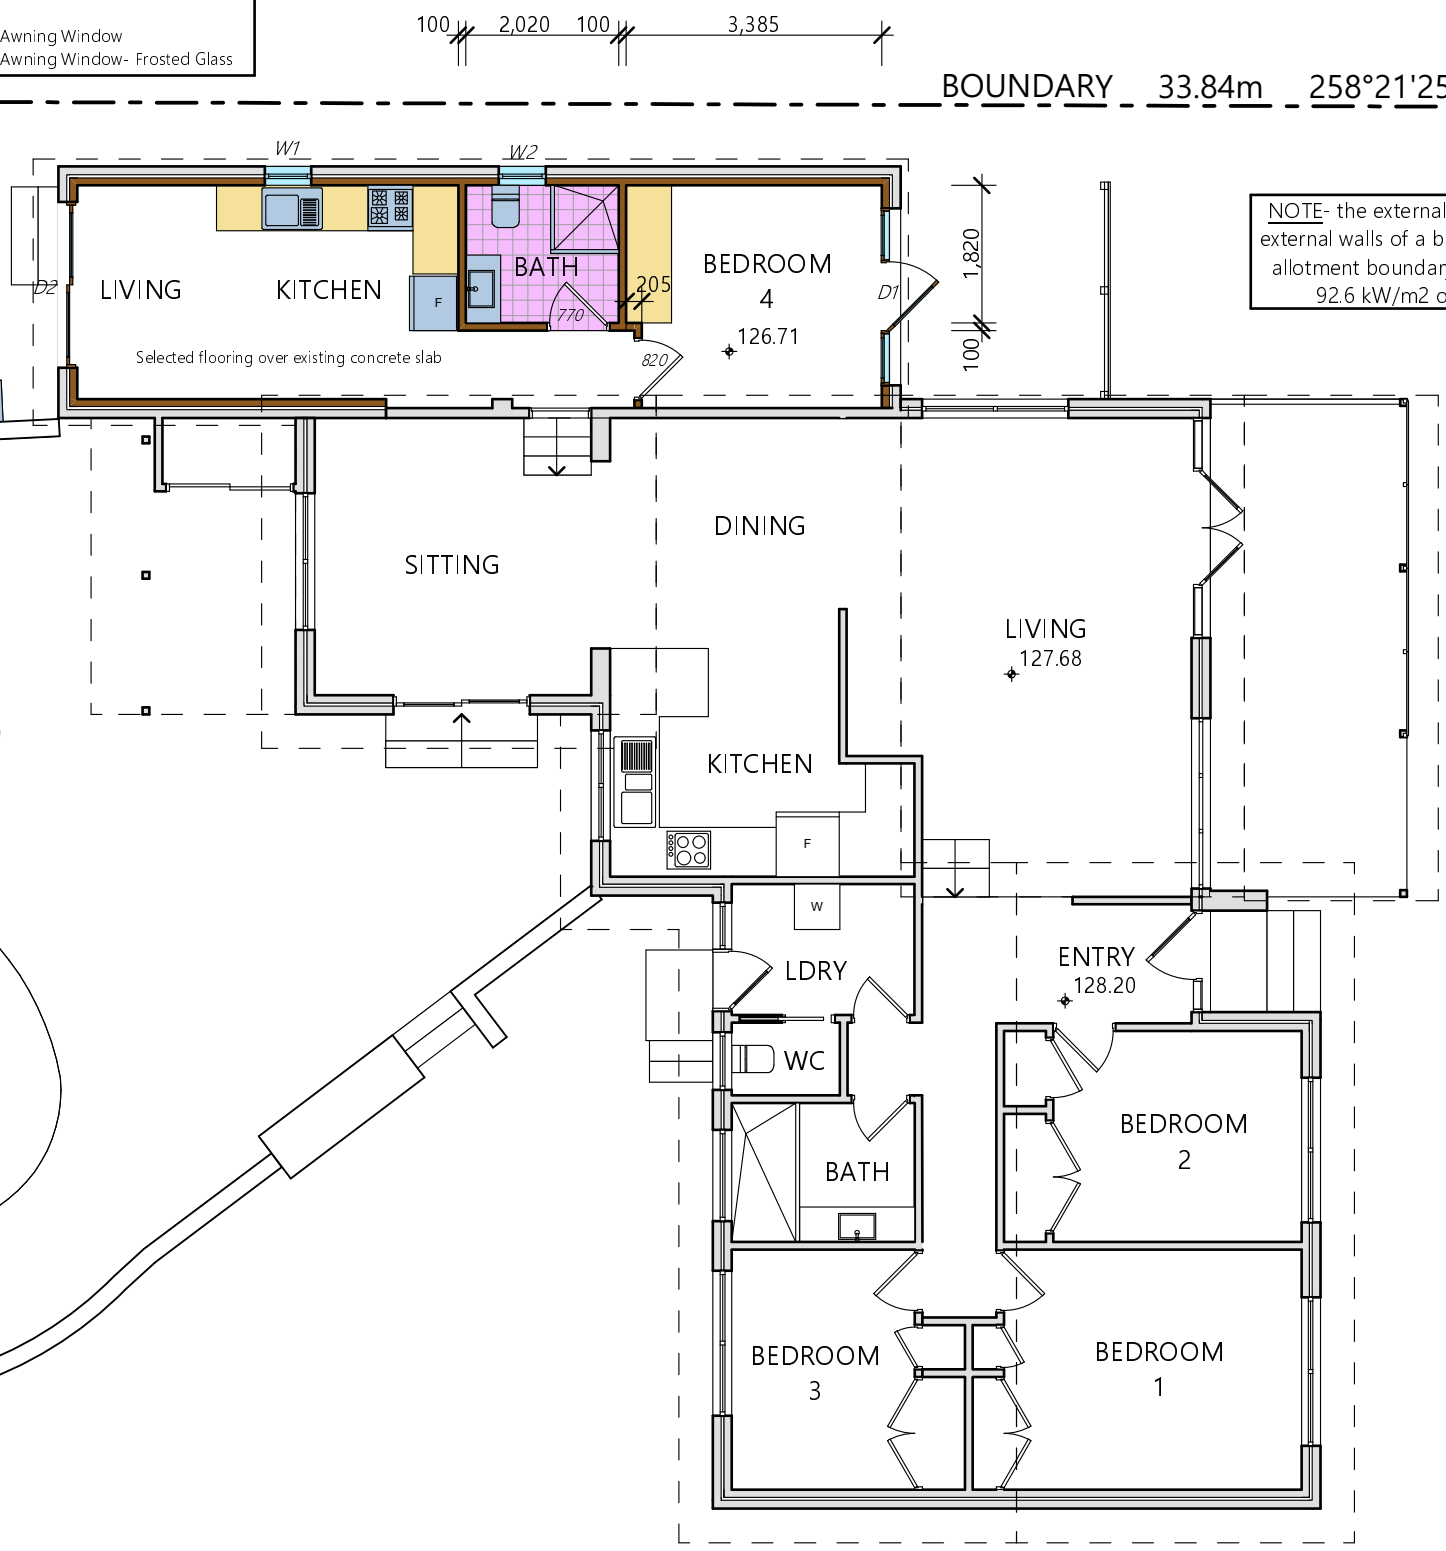 Awning Window
Awning Window- Frosted Glass
100 2,020 100 3,385
BOUNDARY 33.84m 258°21'25
W1
W2
NOTE- the external
external walls of a b
allotment boundary
92.6 kW/m2 o
D2
LIVING
KITCHEN
F
BATH
770
205
BEDROOM
4
126.71
820
D1
1,820
100
Selected flooring over existing concrete slab
SITTING
DINING
LIVING
127.68
KITCHEN
F
W
LDRY
ENTRY
128.20
WC
BATH
BEDROOM
2
BEDROOM
3
BEDROOM
1